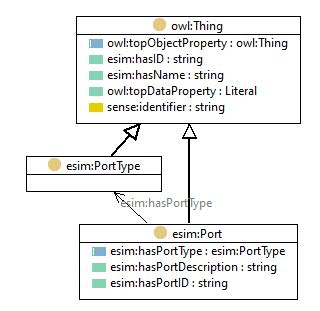 owl:Thing
owl:topObjectProperty : owl:Thing
esim:hasID : string
esim:hasName : string
owl:topDataProperty : Literal
sense:identifier : string
esim:PortType
esim:hasPortType
esim:Port
esim:hasPortType : esim:PortType
esim:hasPortDescription : string
esim:hasPortID : string